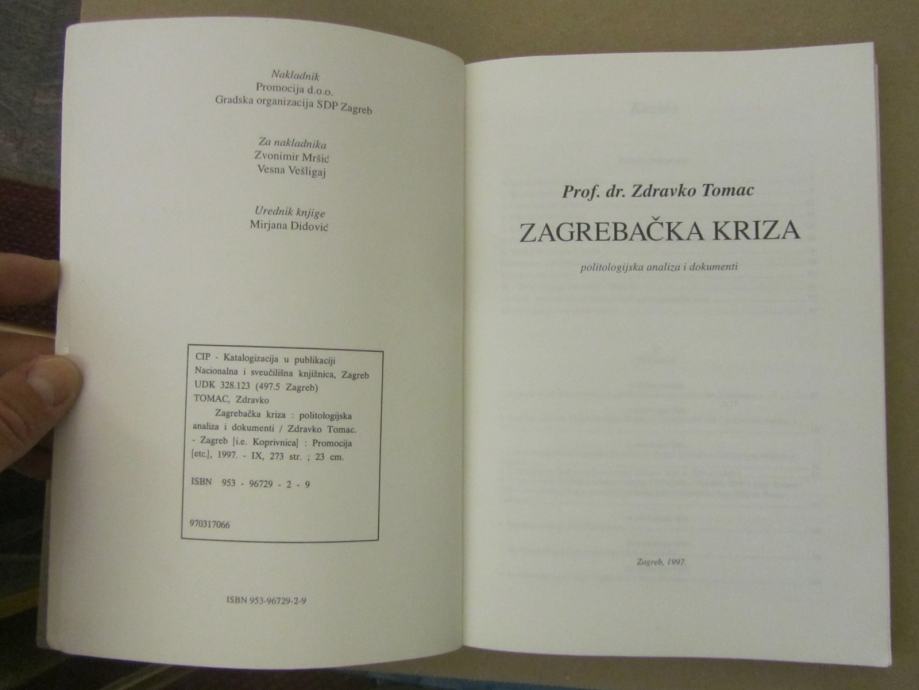 Nakladnik
Promocija d.o.o.
Gradska organizacija SDP Zagreb
Za nakladnika
Zvonimir Mršić
Vesna Vešligaj
Urednik knjige
Mirjana Didović
CIP - Katalogizacija u publikaciji
Nacionalna i sveučilišna knjižnica, Zagreb
UDK 328.123 (497.5 Zagreb)
TOMAC, Zdravko
Zagrebačka kriza : politologijska
analiza i dokumenti / Zdravko Tomac.
- Zagreb [i.e. Koprivnica] : Promocija
[etc.], 1997. - IX, 273 str. ; 23 cm.
ISBN 953 - 96729 - 2 - 9
970317066
ISBN 953-96729-2-9
Prof. dr. Zdravko Tomac
ZAGREBAČKA KRIZA
politologijska analiza i dokumenti
Zagreb, 1997.